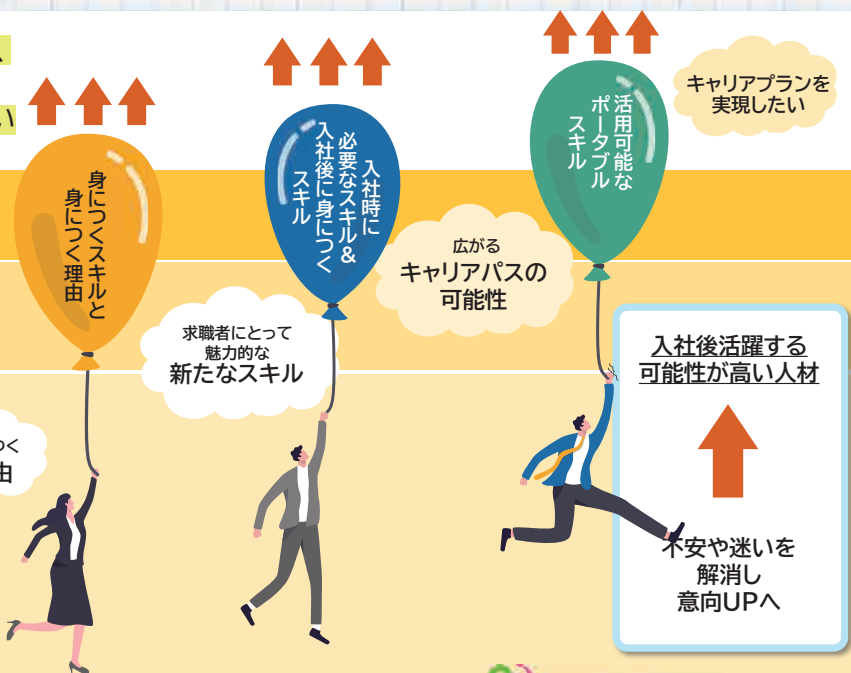 い
身につくスキルと
身につく理由
入社時に
必要なスキル&
入社後に身につく
スキル
活用可能な
ポータブル
スキル
キャリアプランを
実現したい
広がる
キャリアパスの
可能性
求職者にとって
魅力的な
新たなスキル
つく
由
入社後活躍する
可能性が高い人材
不安や迷いを
解消し
意向UPへ